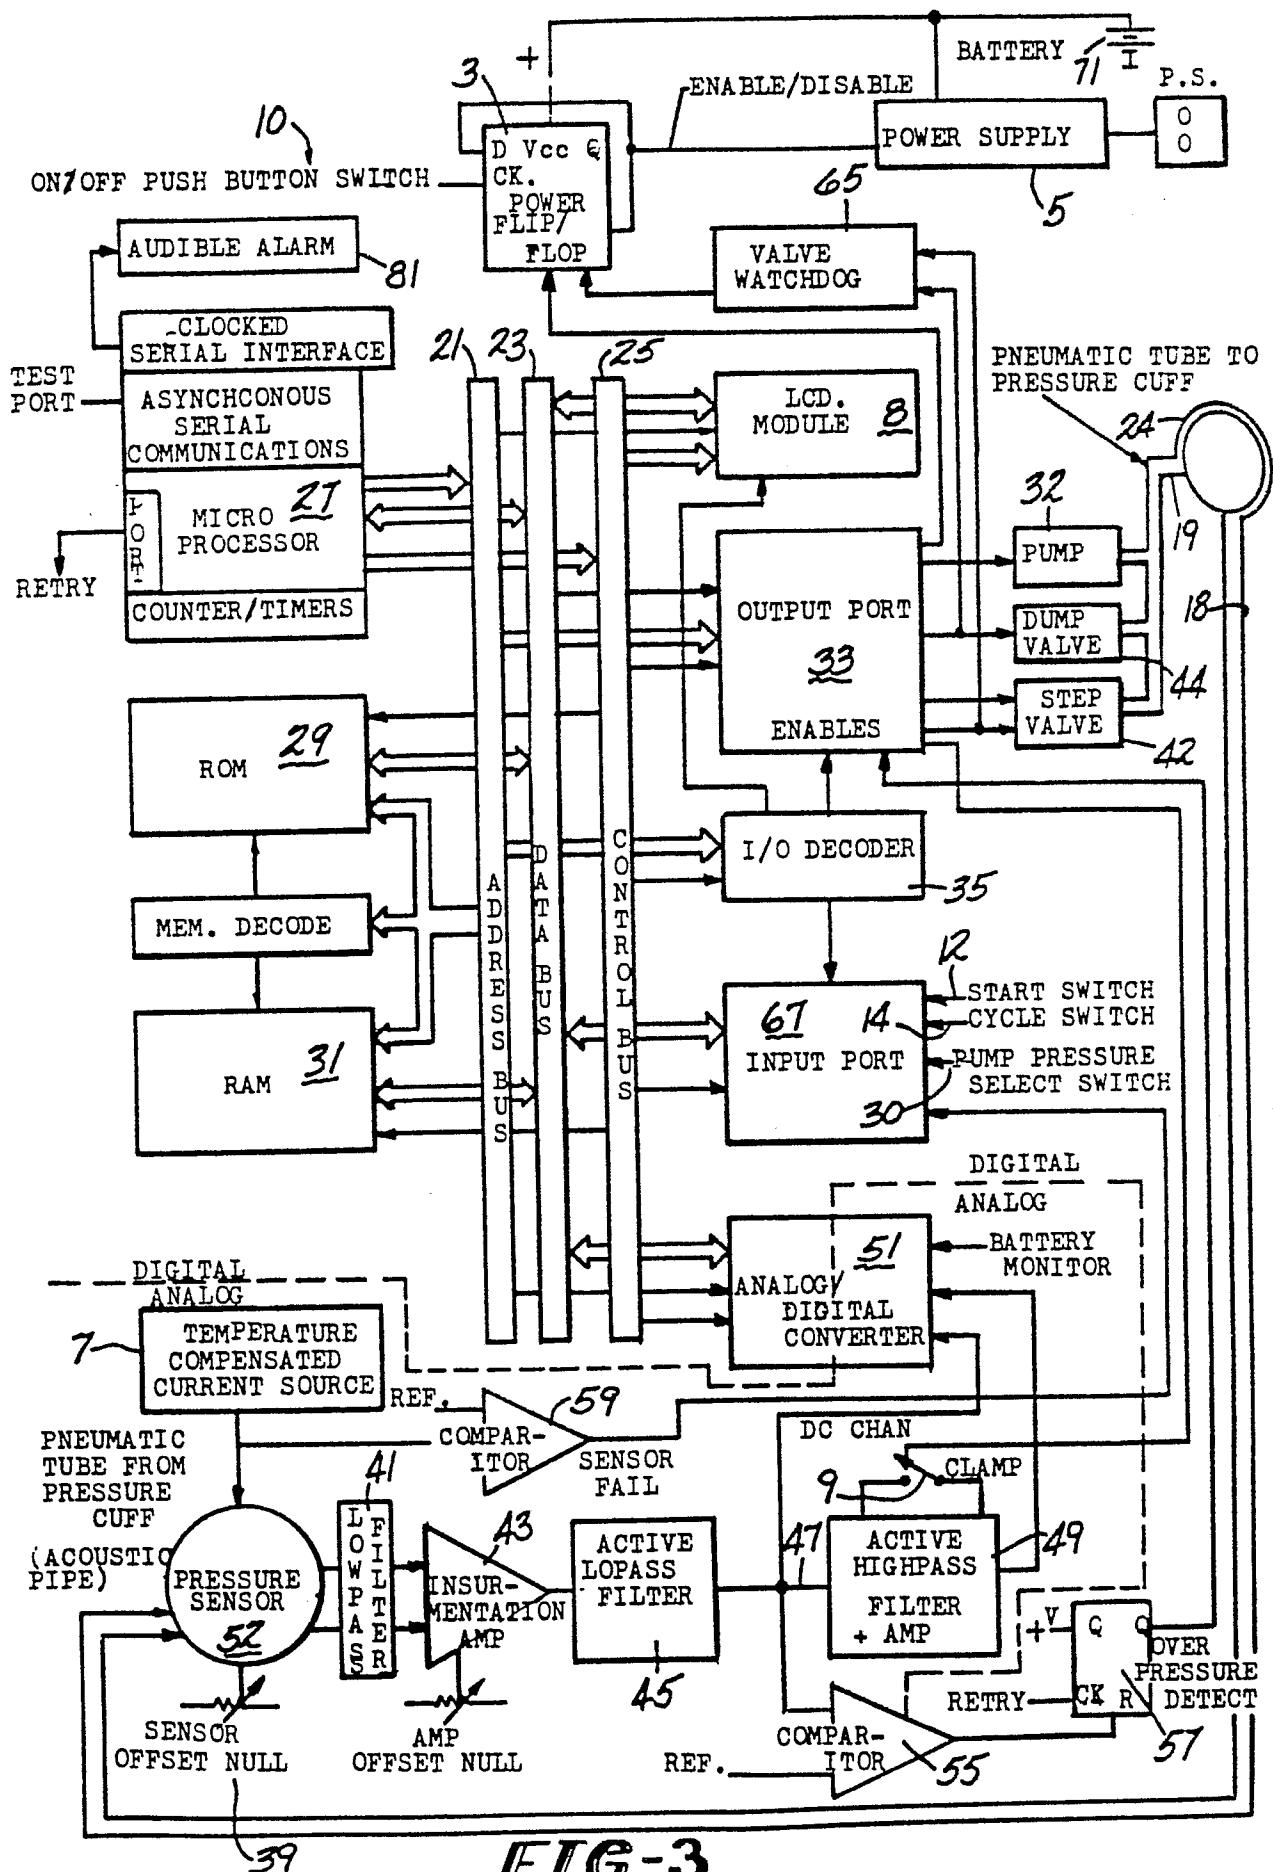 +
BATTERY
71
I
P.S.
3
ENABLE/DISABLE
10
D Vcc Q
POWER SUPPLY
O
O
ON/OFF PUSH BUTTON SWITCH
CK.
POWER
FLIP/
FLOP
65
5
AUDIBLE ALARM
81
VALVE
WATCHDOG
CLOCKED
SERIAL INTERFACE
21
23
25
PNEUMATIC TUBE TO
PRESSURE CUFF
TEST
PORT
ASYNCHCONOUS
SERIAL
COMMUNICATIONS
LCD.
MODULE
8
24
PORT
MICRO
PROCESSOR
27
32
PUMP
19
RETRY
COUNTER/TIMERS
OUTPUT PORT
33
ENABLES
DUMP
VALVE
44
18
STEP
VALVE
42
ROM
29
I/O DECODER
35
MEM. DECODE
ADDRESS BUS
DATA BUS
CONTROL BUS
RAM
31
67
INPUT PORT
12
START SWITCH
14
CYCLE SWITCH
PUMP PRESSURE
SELECT SWITCH
30
DIGITAL
ANALOG
51
ANALOG/
DIGITAL
CONVERTER
BATTERY
MONITOR
DIGITAL
ANALOG
7
TEMPERATURE
COMPENSATED
CURRENT SOURCE
REF.
59
COMPAR-
ITOR
SENSOR
FAIL
DC CHAN
CLAMP
9
PNEUMATIC
TUBE FROM
PRESSURE
CUFF
(ACOUSTIC
PIPE)
41
LOWPASS
FILTER
43
INSUR-
MENTATION
AMP
ACTIVE
LOPASS
FILTER
45
47
ACTIVE
HIGHPASS
FILTER
+ AMP
49
PRESSURE
SENSOR
52
+V
Q Q
CK R
OVER
PRESSURE
DETECT
57
RETRY
SENSOR
OFFSET NULL
39
AMP
OFFSET NULL
COMPAR-
ITOR
55
REF.
FIG-3